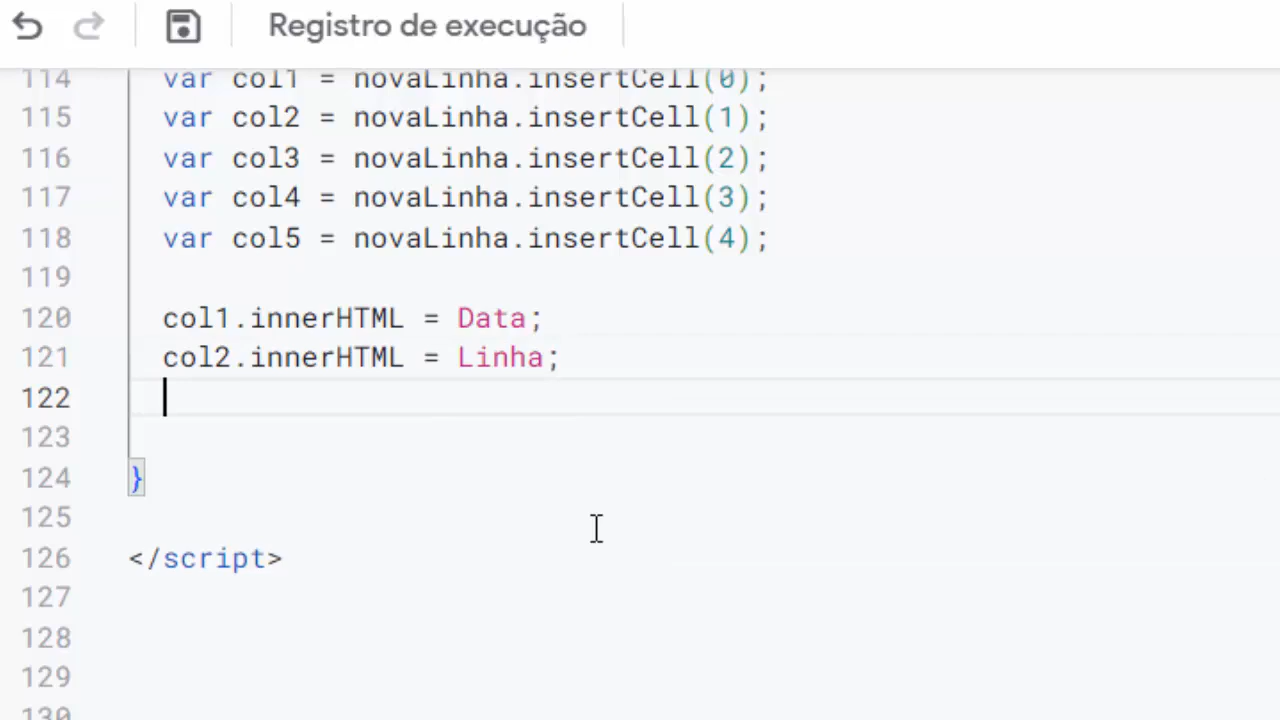 Registro de execução
114 var col1 = novaLinha.insertCell(0);
115 var col2 = novaLinha.insertCell(1);
116 var col3 = novaLinha.insertCell(2);
117 var col4 = novaLinha.insertCell(3);
118 var col5 = novaLinha.insertCell(4);
119
120 col1.innerHTML = Data;
121 col2.innerHTML = Linha;
122
123
124 }
125
126 </script>
127
128
129
130